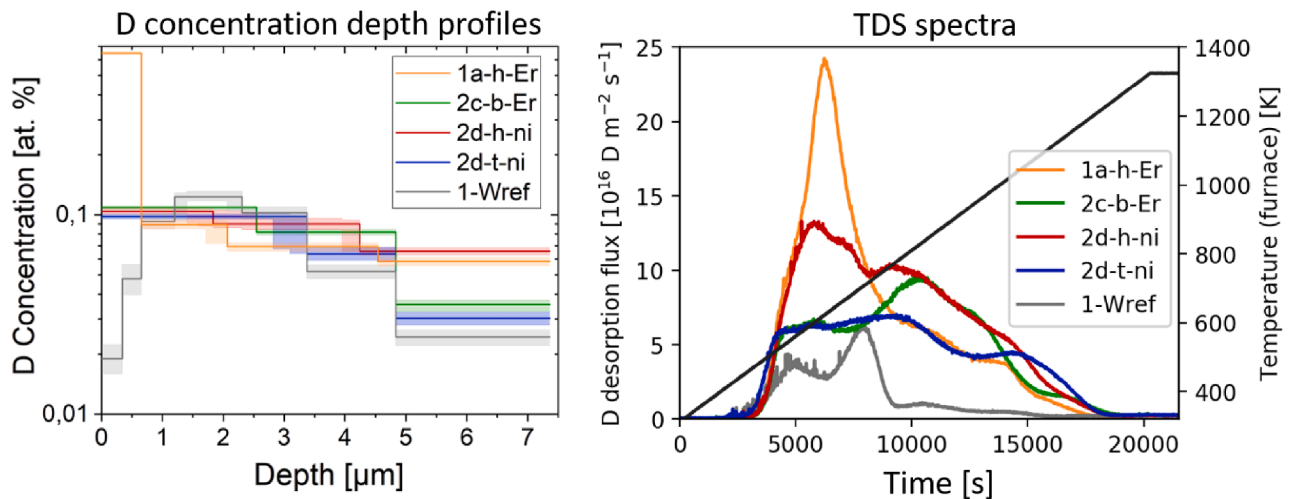 D concentration depth profiles
D Concentration [at. %]
0,1
0,01
1a-h-Er
2c-b-Er
2d-h-ni
2d-t-ni
1-Wref
0 1 2 3 4 5 6 7
Depth [µm]
TDS spectra
D desorption flux [10¹⁶ D m⁻² s⁻¹]
25
20
15
10
5
0
1a-h-Er
2c-b-Er
2d-h-ni
2d-t-ni
1-Wref
1400
1200
1000
800
600
400
Temperature (furnace) [K]
0 5000 10000 15000 20000
Time [s]